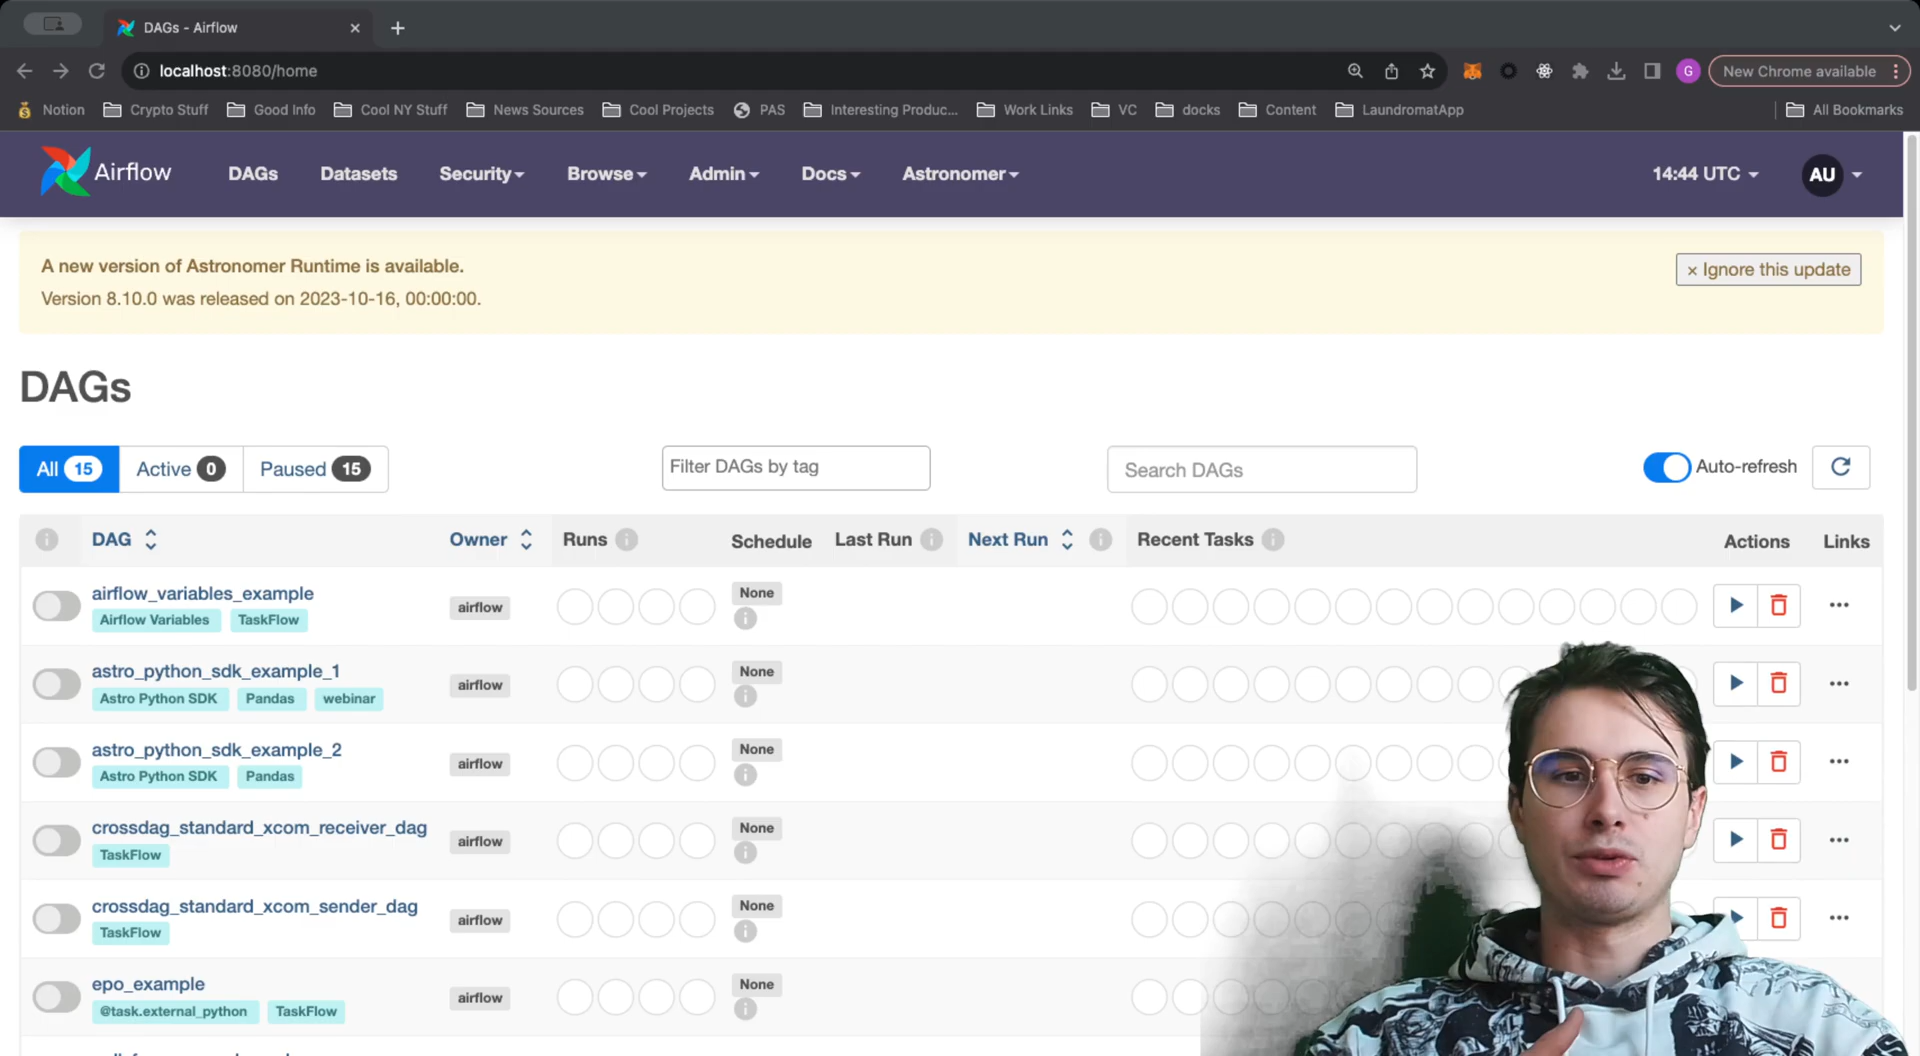 DAGs - Airflow
localhost:8080/home
G
New Chrome available
Notion Crypto Stuff Good Info Cool NY Stuff News Sources Cool Projects PAS Interesting Produc... Work Links VC docks Content LaundromatApp All Bookmarks
Airflow DAGs Datasets Security Browse Admin Docs Astronomer 14:44 UTC AU
A new version of Astronomer Runtime is available.
Version 8.10.0 was released on 2023-10-16, 00:00:00.
× Ignore this update
DAGs
All 15 Active 0 Paused 15
Filter DAGs by tag
Search DAGs
Auto-refresh
DAG Owner Runs Schedule Last Run Next Run Recent Tasks Actions Links
airflow_variables_example
Airflow Variables TaskFlow
airflow
None
astro_python_sdk_example_1
Astro Python SDK Pandas webinar
airflow
None
astro_python_sdk_example_2
Astro Python SDK Pandas
airflow
None
crossdag_standard_xcom_receiver_dag
TaskFlow
airflow
None
crossdag_standard_xcom_sender_dag
TaskFlow
airflow
None
epo_example
@task.external_python TaskFlow
airflow
None